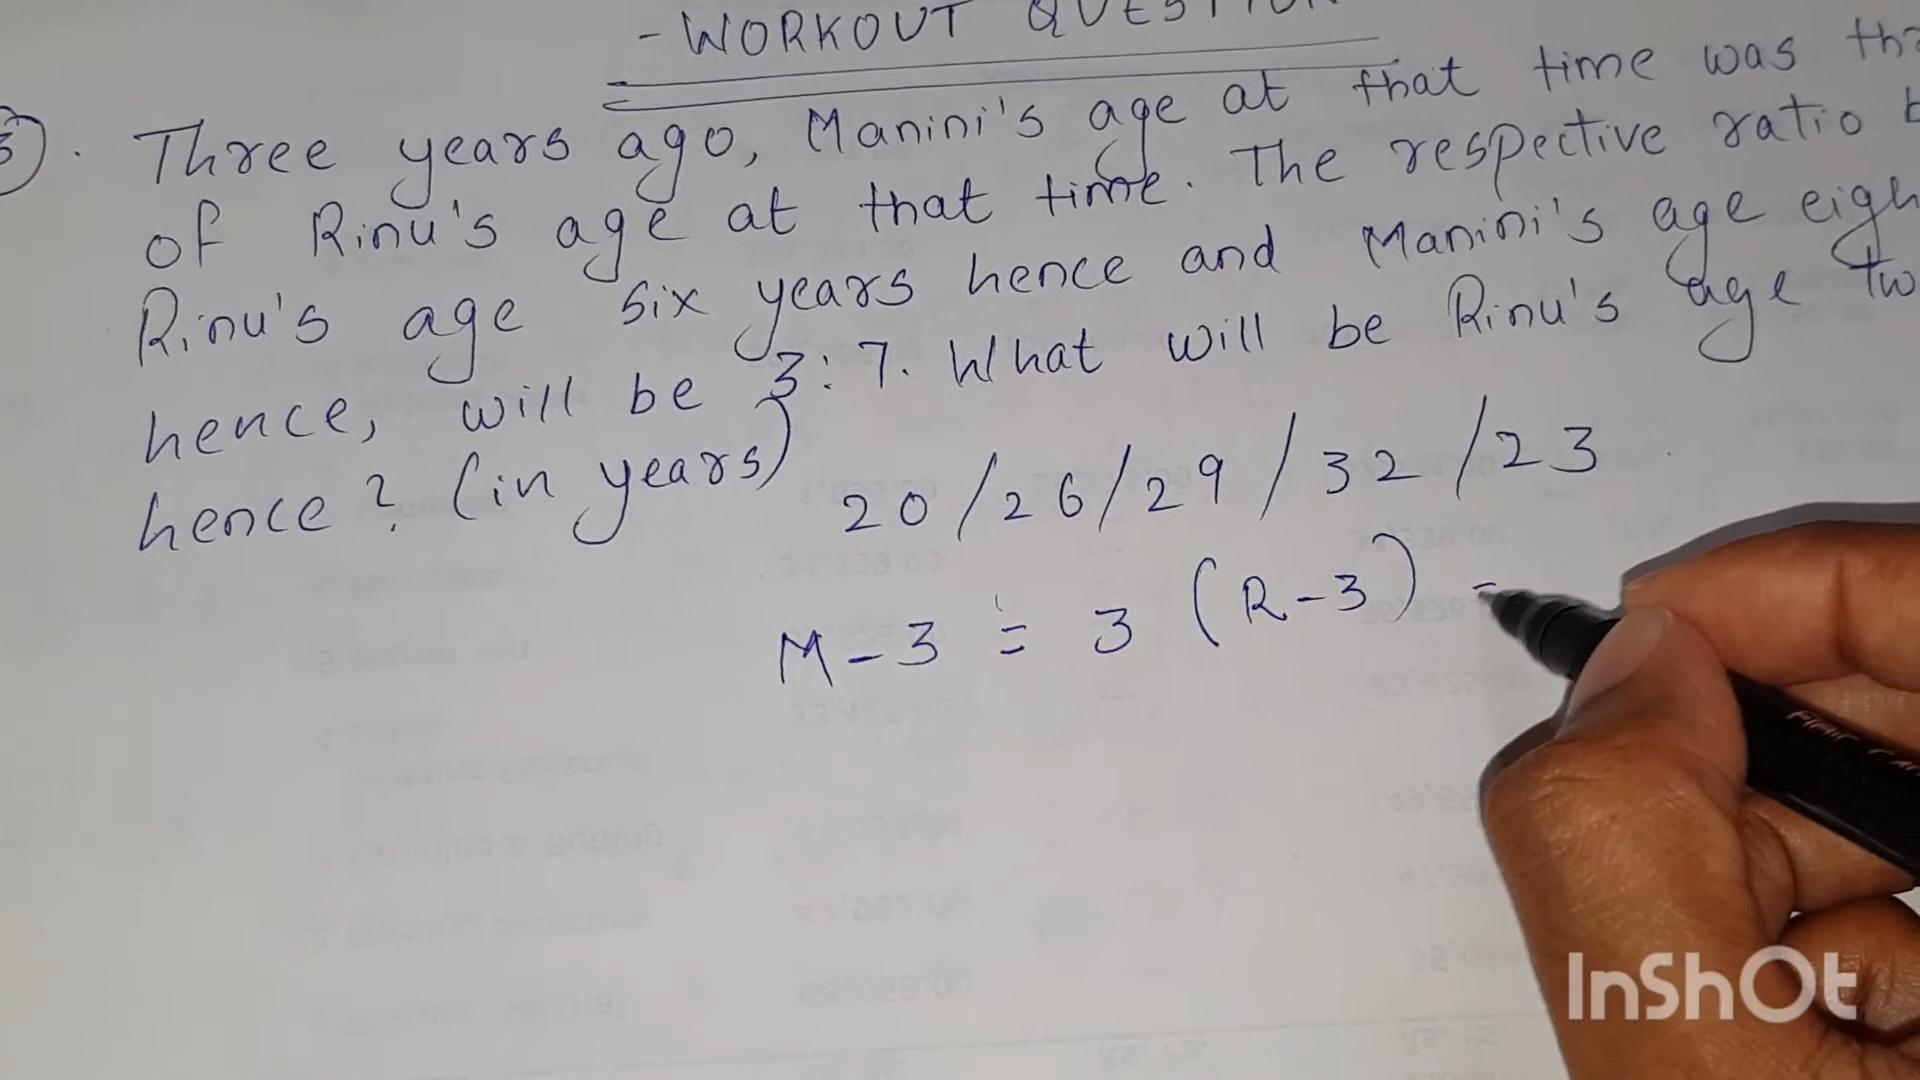 - WORKOUT QUESTION
3). Three years ago, Manini's age at that time was
of Rinu's age at that time. The respective ratio
Rinu's age six years hence and Manini's age
hence, will be 3:7. What will be Rinu's age
hence? (in years)
20/26/29/32/23
M-3 = 3 (R-3)
InShOt